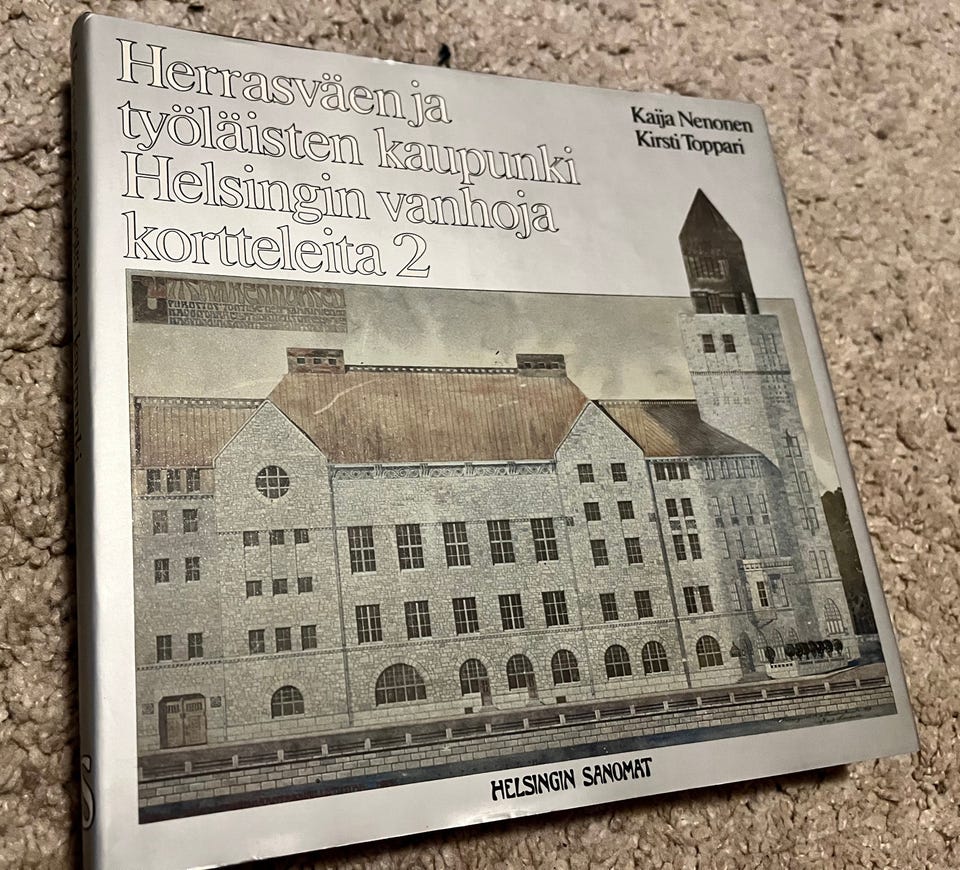 Herrasväen ja
työläisten kaupunki
Helsingin vanhoja
kortteleita 2
Kaija Nenonen
Kirsti Toppari
HELSINGIN SANOMAT